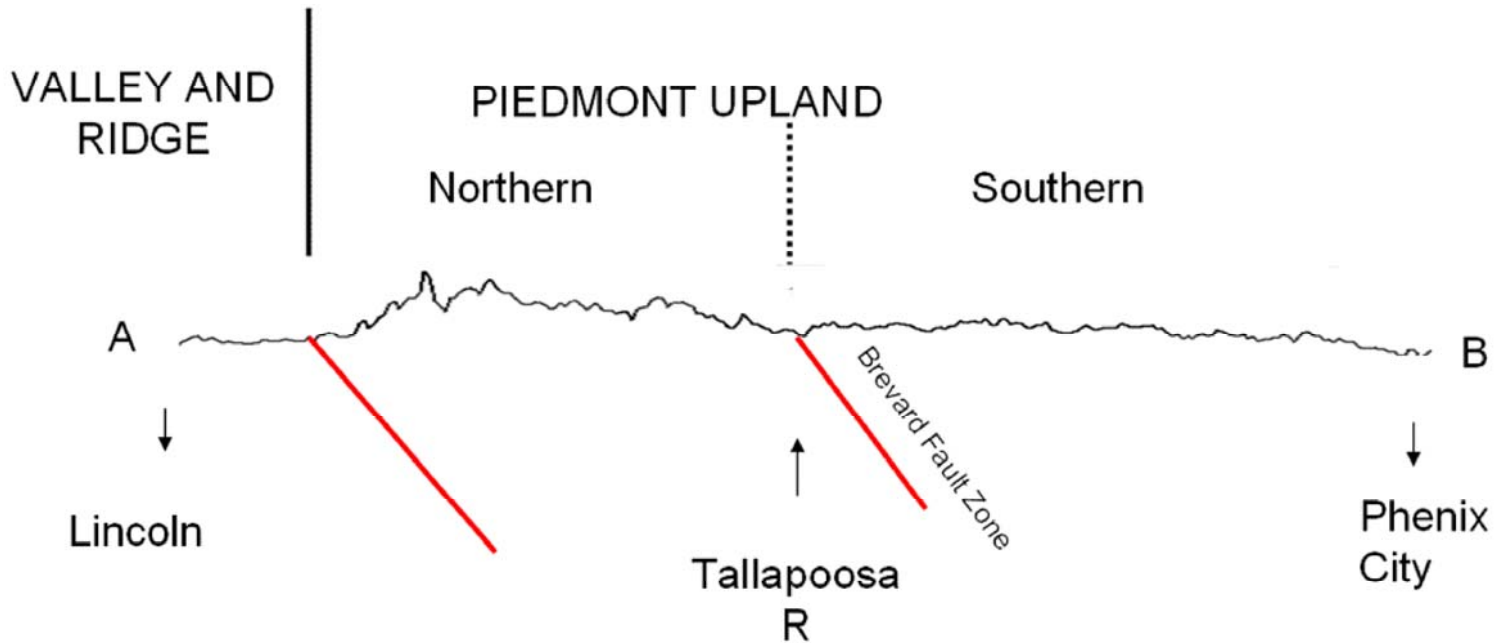 VALLEY AND
RIDGE
PIEDMONT UPLAND
Northern
Southern
A
B
Brevard Fault Zone
Lincoln
Tallapoosa
R
Phenix
City